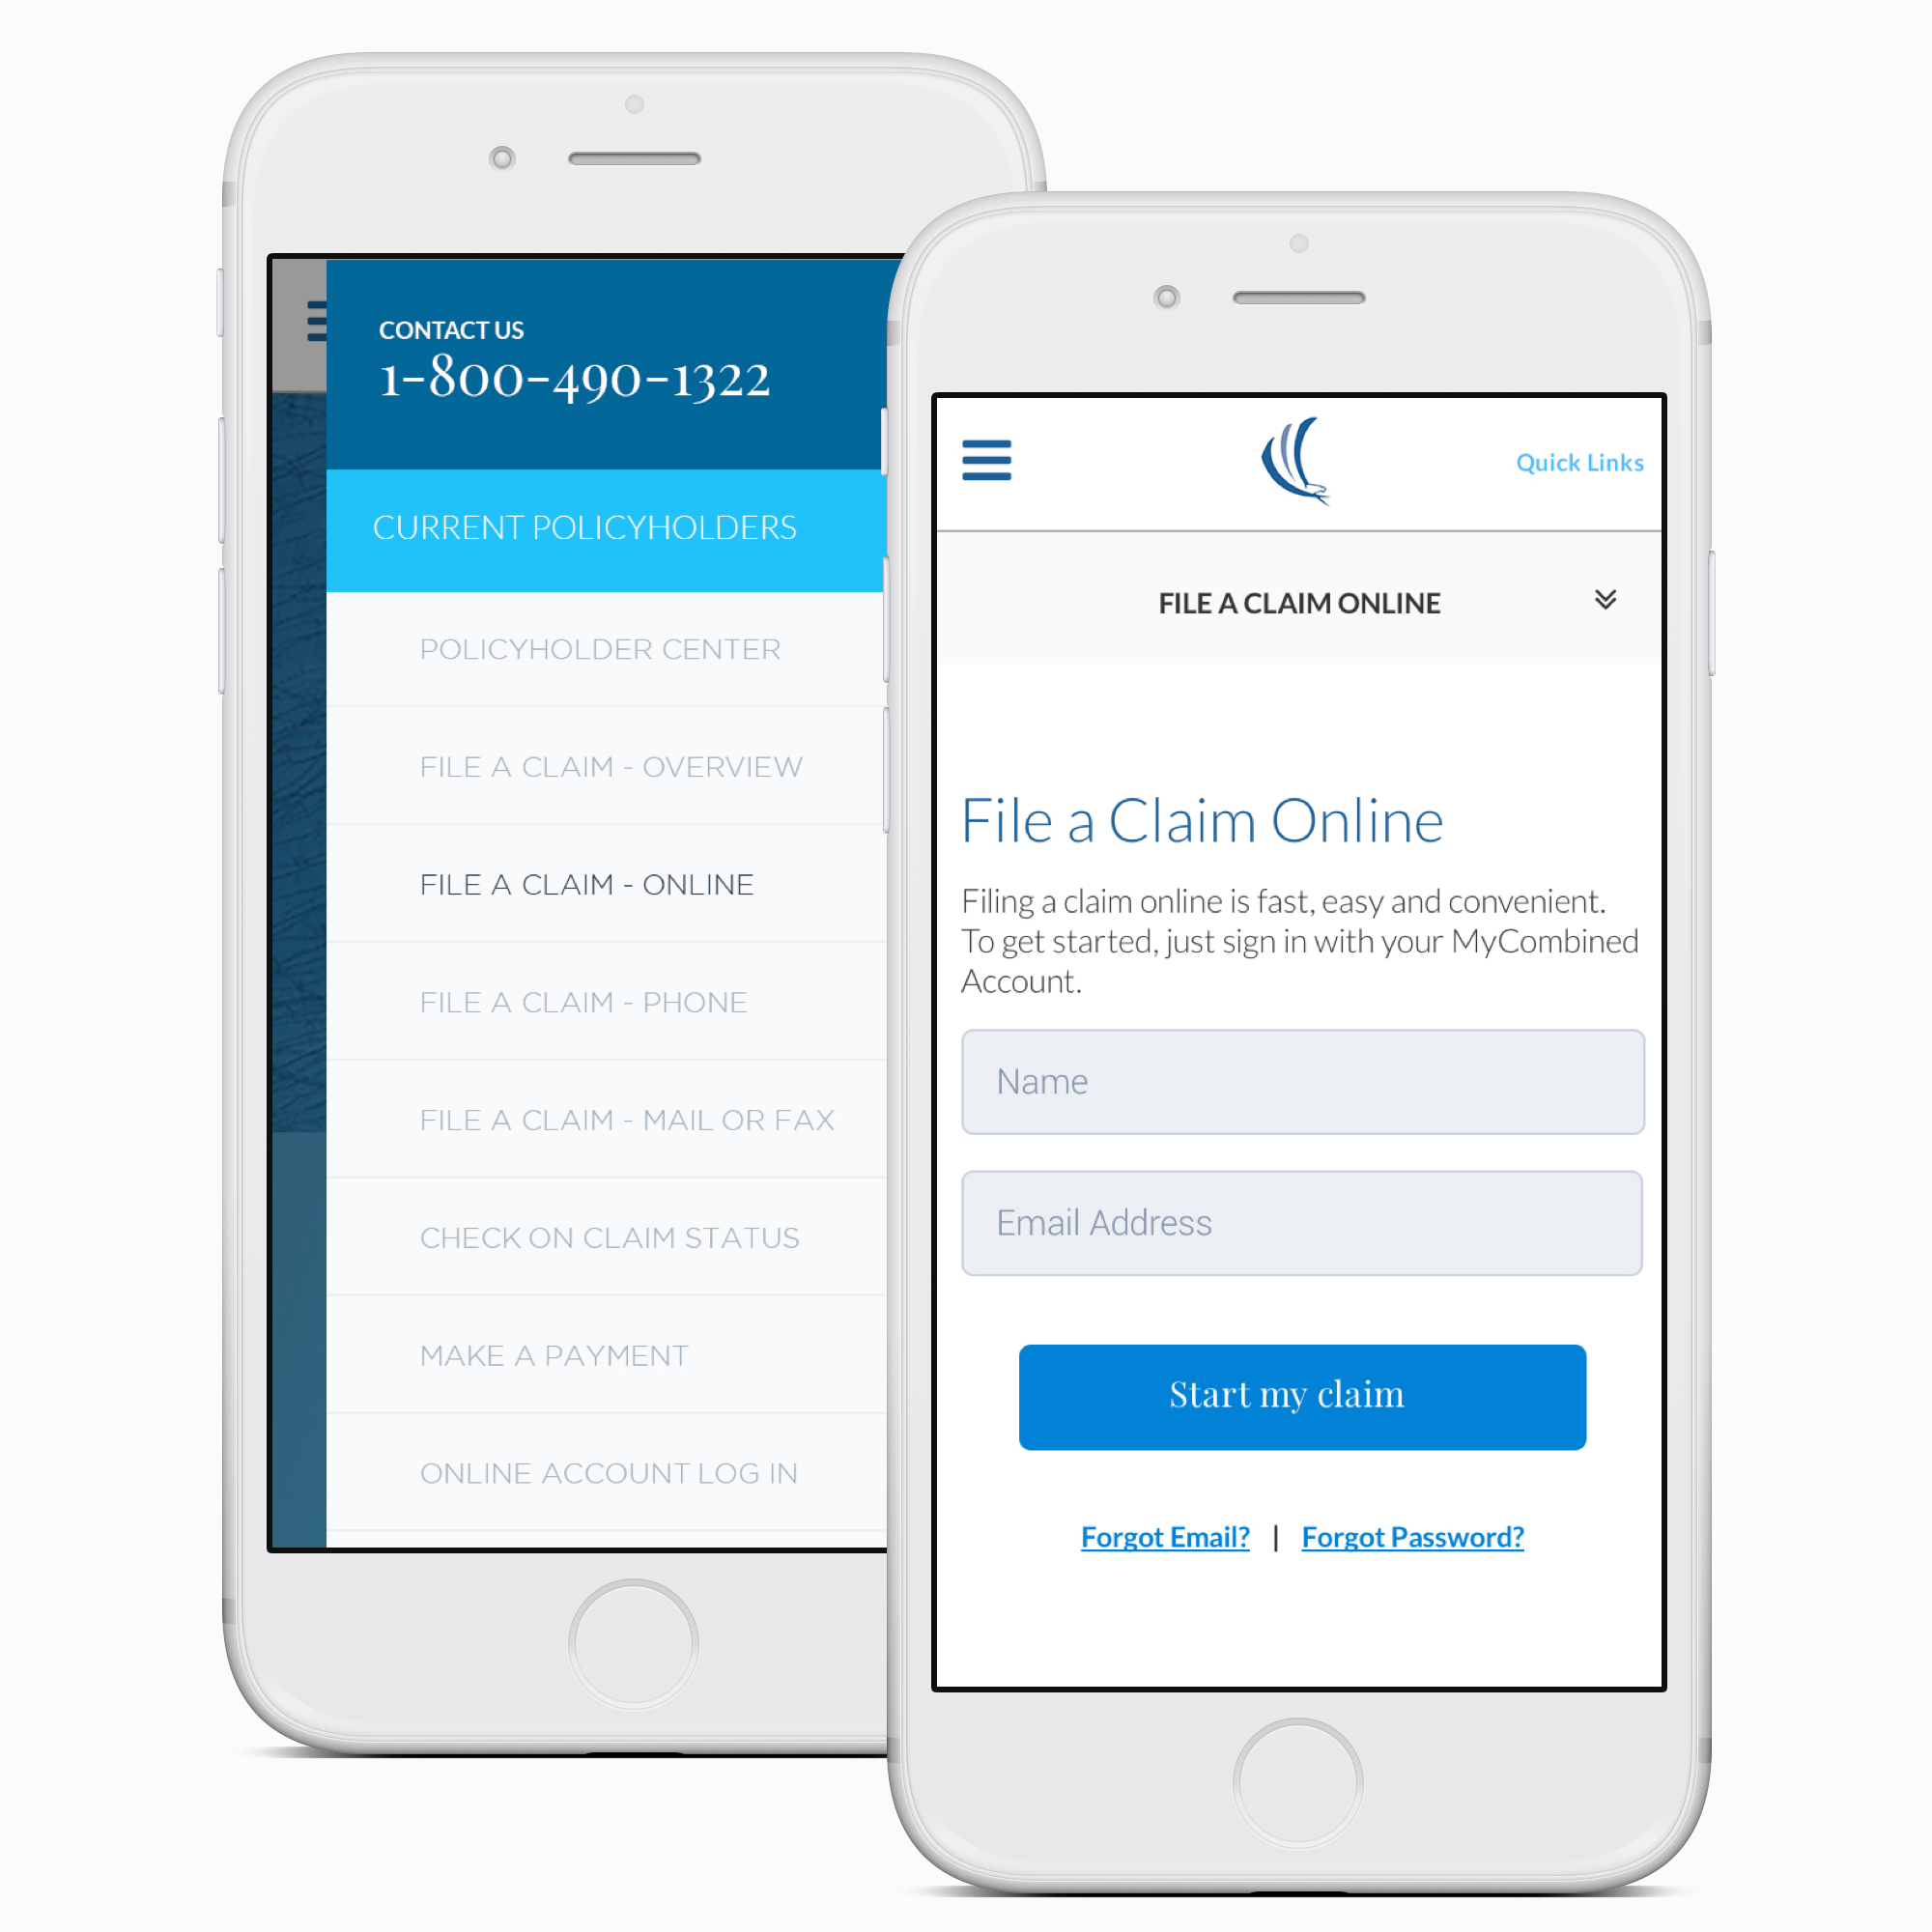 CONTACT US
1-800-490-1322
CURRENT POLICYHOLDERS
POLICYHOLDER CENTER
FILE A CLAIM - OVERVIEW
FILE A CLAIM - ONLINE
FILE A CLAIM - PHONE
FILE A CLAIM - MAIL OR FAX
CHECK ON CLAIM STATUS
MAKE A PAYMENT
ONLINE ACCOUNT LOG IN
Quick Links
FILE A CLAIM ONLINE
File a Claim Online
Filing a claim online is fast, easy and convenient.
To get started, just sign in with your MyCombined
Account.
Name
Email Address
Start my claim
Forgot Email? | Forgot Password?